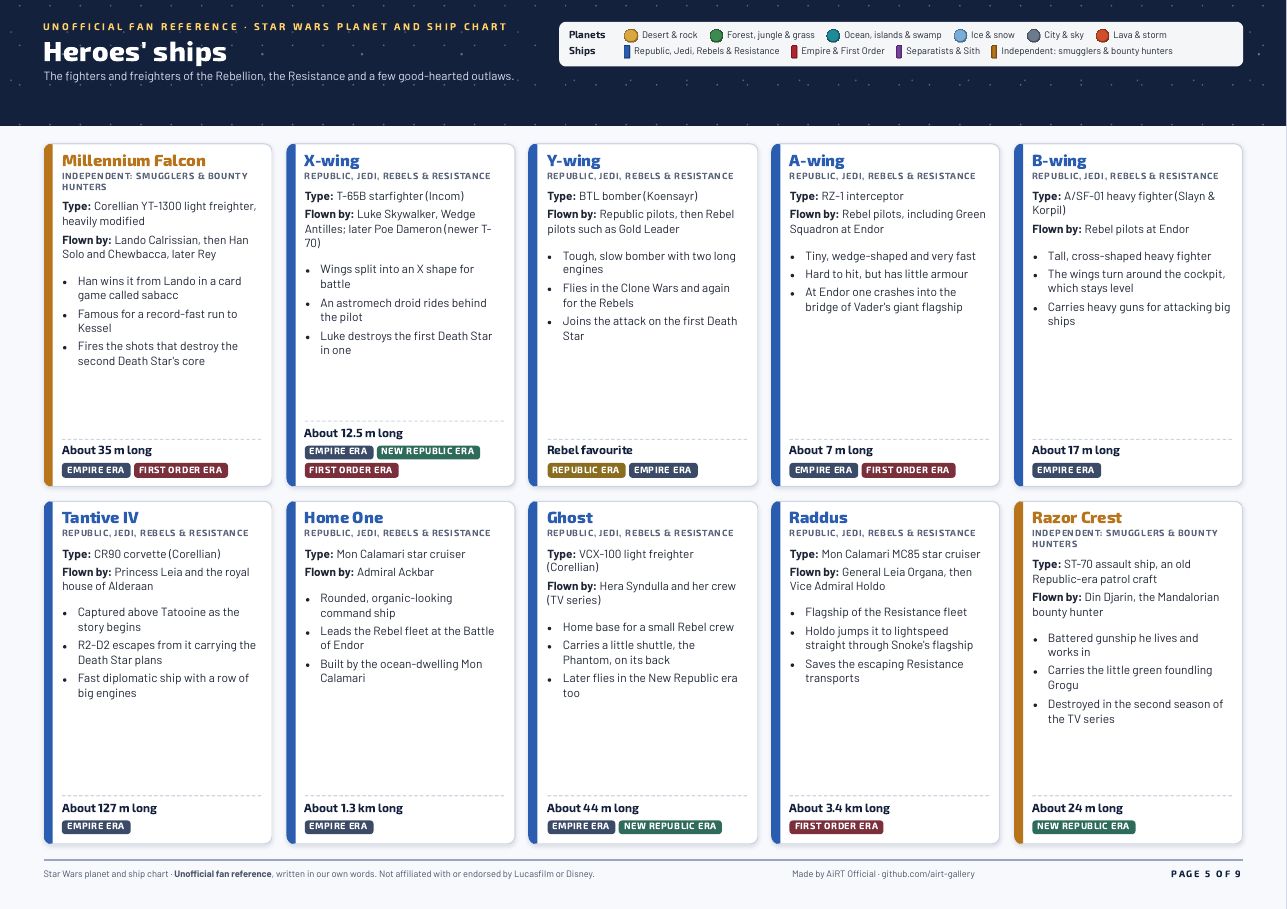 UNOFFICIAL FAN REFERENCE · STAR WARS PLANET AND SHIP CHART
Heroes' ships
The fighters and freighters of the Rebellion, the Resistance and a few good-hearted outlaws.
Planets Desert & rock Forest, jungle & grass Ocean, islands & swamp Ice & snow City & sky Lava & storm
Ships Republic, Jedi, Rebels & Resistance Empire & First Order Separatists & Sith Independent: smugglers & bounty hunters
Millennium Falcon
INDEPENDENT: SMUGGLERS & BOUNTY
HUNTERS
Type: Corellian YT-1300 light freighter,
heavily modified
Flown by: Lando Calrissian, then Han
Solo and Chewbacca, later Rey
• Han wins it from Lando in a card
game called sabacc
• Famous for a record-fast run to
Kessel
• Fires the shots that destroy the
second Death Star's core
About 35 m long
EMPIRE ERA FIRST ORDER ERA
X-wing
REPUBLIC, JEDI, REBELS & RESISTANCE
Type: T-65B starfighter (Incom)
Flown by: Luke Skywalker, Wedge
Antilles; later Poe Dameron (newer T-
70)
• Wings split into an X shape for
battle
• An astromech droid rides behind
the pilot
• Luke destroys the first Death Star
in one
About 12.5 m long
EMPIRE ERA NEW REPUBLIC ERA
FIRST ORDER ERA
Y-wing
REPUBLIC, JEDI, REBELS & RESISTANCE
Type: BTL bomber (Koensayr)
Flown by: Republic pilots, then Rebel
pilots such as Gold Leader
• Tough, slow bomber with two long
engines
• Flies in the Clone Wars and again
for the Rebels
• Joins the attack on the first Death
Star
Rebel favourite
REPUBLIC ERA EMPIRE ERA
A-wing
REPUBLIC, JEDI, REBELS & RESISTANCE
Type: RZ-1 interceptor
Flown by: Rebel pilots, including Green
Squadron at Endor
• Tiny, wedge-shaped and very fast
• Hard to hit, but has little armour
• At Endor one crashes into the
bridge of Vader's giant flagship
About 7 m long
EMPIRE ERA FIRST ORDER ERA
B-wing
REPUBLIC, JEDI, REBELS & RESISTANCE
Type: A/SF-01 heavy fighter (Slayn &
Korpil)
Flown by: Rebel pilots at Endor
• Tall, cross-shaped heavy fighter
• The wings turn around the cockpit,
which stays level
• Carries heavy guns for attacking big
ships
About 17 m long
EMPIRE ERA
Tantive IV
REPUBLIC, JEDI, REBELS & RESISTANCE
Type: CR90 corvette (Corellian)
Flown by: Princess Leia and the royal
house of Alderaan
• Captured above Tatooine as the
story begins
• R2-D2 escapes from it carrying the
Death Star plans
• Fast diplomatic ship with a row of
big engines
About 127 m long
EMPIRE ERA
Home One
REPUBLIC, JEDI, REBELS & RESISTANCE
Type: Mon Calamari star cruiser
Flown by: Admiral Ackbar
• Rounded, organic-looking
command ship
• Leads the Rebel fleet at the Battle
of Endor
• Built by the ocean-dwelling Mon
Calamari
About 1.3 km long
EMPIRE ERA
Ghost
REPUBLIC, JEDI, REBELS & RESISTANCE
Type: VCX-100 light freighter
(Corellian)
Flown by: Hera Syndulla and her crew
(TV series)
• Home base for a small Rebel crew
• Carries a little shuttle, the
Phantom, on its back
• Later flies in the New Republic era
too
About 44 m long
EMPIRE ERA NEW REPUBLIC ERA
Raddus
REPUBLIC, JEDI, REBELS & RESISTANCE
Type: Mon Calamari MC85 star cruiser
Flown by: General Leia Organa, then
Vice Admiral Holdo
• Flagship of the Resistance fleet
• Holdo jumps it to lightspeed
straight through Snoke's flagship
• Saves the escaping Resistance
transports
About 3.4 km long
FIRST ORDER ERA
Razor Crest
INDEPENDENT: SMUGGLERS & BOUNTY
HUNTERS
Type: ST-70 assault ship, an old
Republic-era patrol craft
Flown by: Din Djarin, the Mandalorian
bounty hunter
• Battered gunship he lives and
works in
• Carries the little green foundling
Grogu
• Destroyed in the second season of
the TV series
About 24 m long
NEW REPUBLIC ERA
Star Wars planet and ship chart · Unofficial fan reference, written in our own words. Not affiliated with or endorsed by Lucasfilm or Disney.
Made by AiRT Official · github.com/airt-gallery
PAGE 5 OF 9